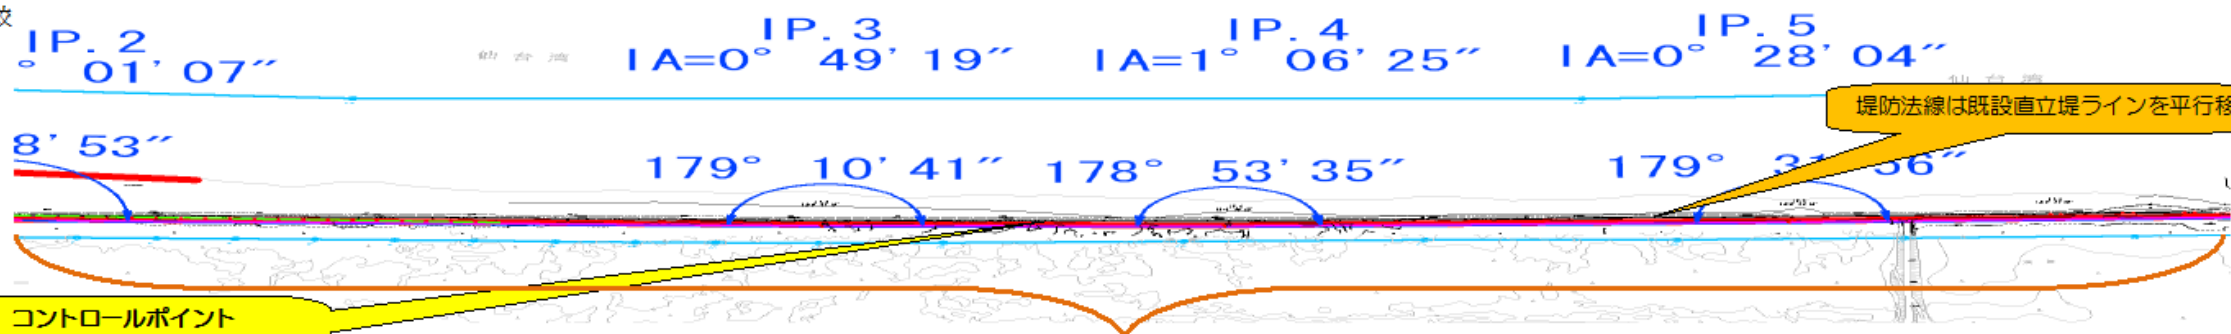 校
IP. 2
° 01′ 07″
仙台湾
IP. 3
IA=0° 49′ 19″
IP. 4
IA=1° 06′ 25″
IP. 5
IA=0° 28′ 04″
仙台湾
堤防法線は既設直立堤ラインを平行移
8′ 53″
179° 10′ 41″
178° 53′ 35″
179° 31′ 56″
コントロールポイント